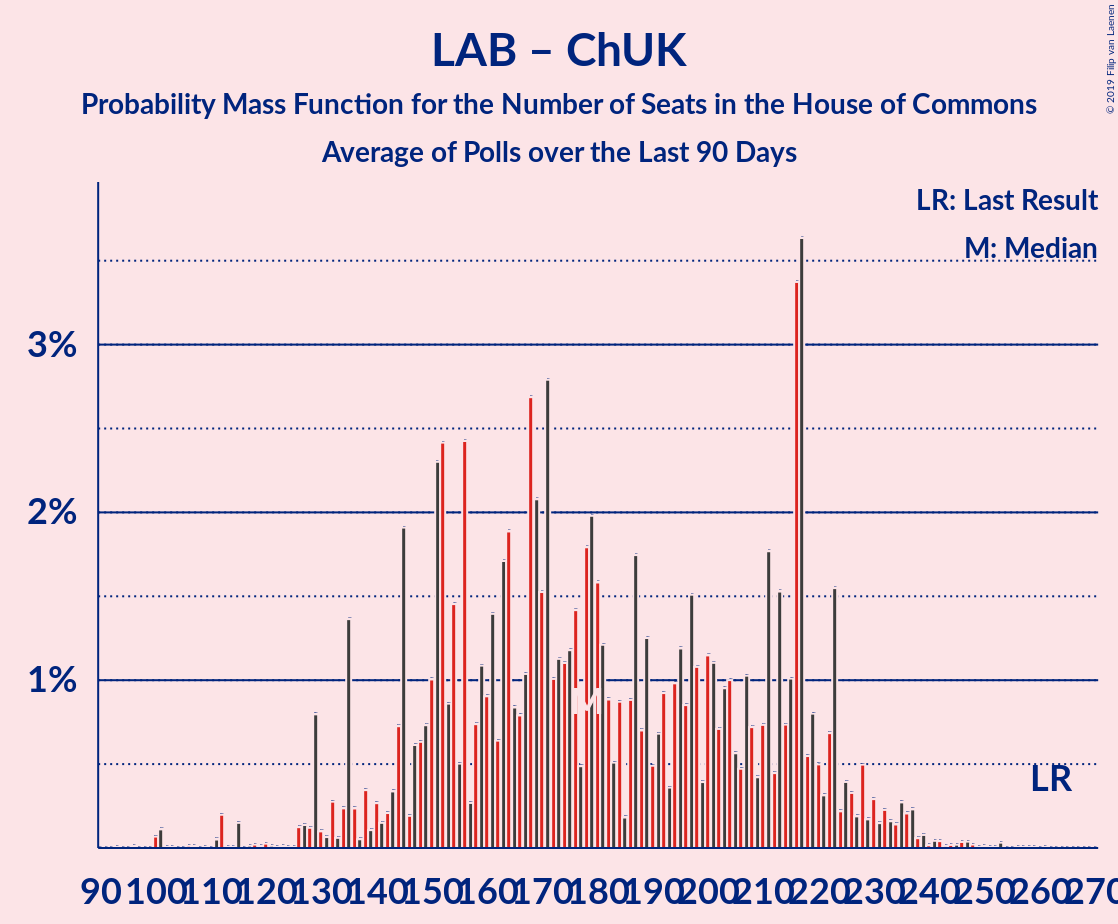 LAB – ChUK
Probability Mass Function for the Number of Seats in the House of Commons
Average of Polls over the Last 90 Days
© 2019 Filip van Laenen
LR: Last Result
M: Median
3%
2%
1%
M
LR
90 100 110 120 130 140 150 160 170 180 190 200 210 220 230 240 250 260 270